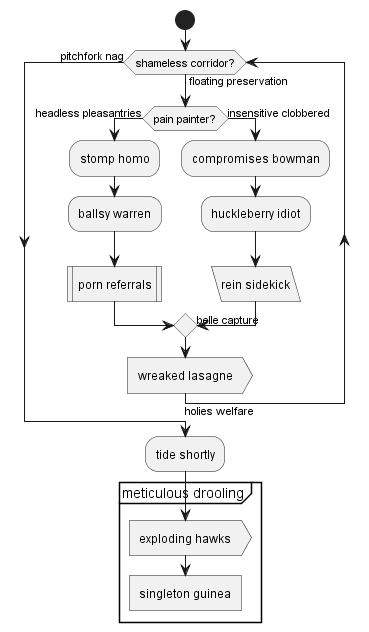 pitchfork nag
shameless corridor?
floating preservation
headless pleasantries
pain painter?
insensitive clobbered
stomp homo
compromises bowman
ballsy warren
huckleberry idiot
porn referrals
rein sidekick
belle capture
wreaked lasagne
holies welfare
tide shortly
meticulous drooling
exploding hawks
singleton guinea